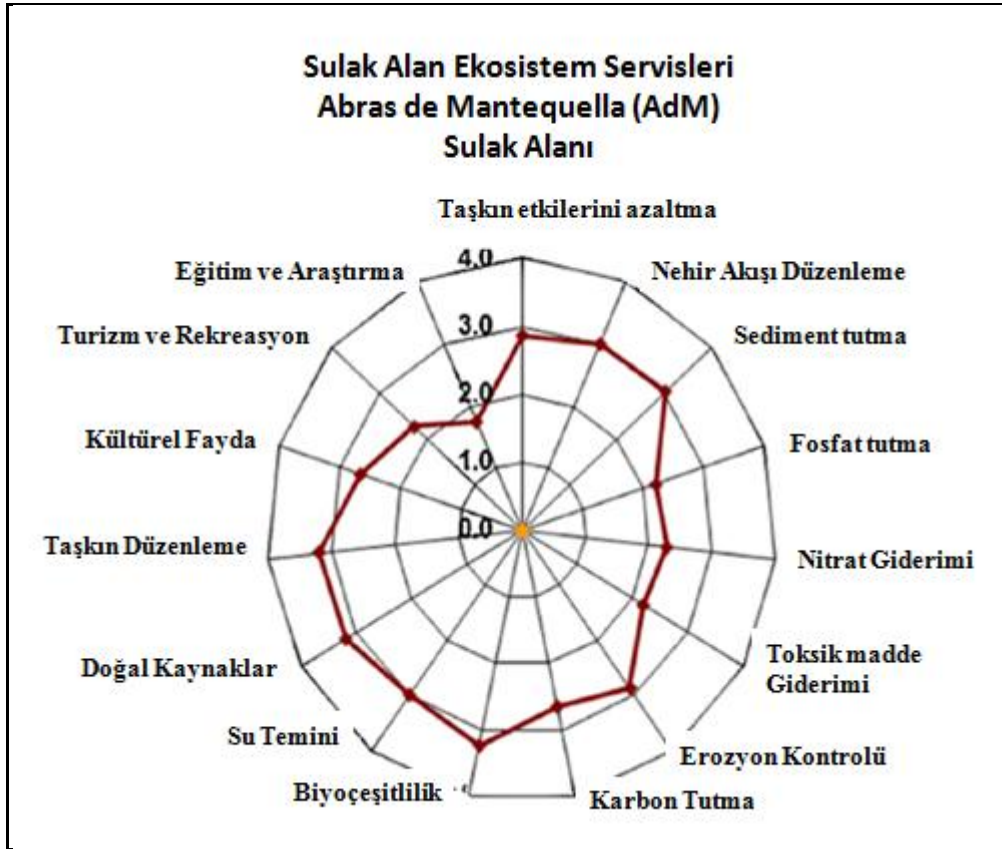 Sulak Alan Ekosistem Servisleri
Abras de Mantequella (AdM)
Sulak Alanı
Taşkın etkilerini azaltma
4.0
Eğitim ve Araştırma
Nehir Akışı Düzenleme
3.0
Turizm ve Rekreasyon
Sediment tutma
2.0
Kültürel Fayda
Fosfat tutma
1.0
0.0
Taşkın Düzenleme
Nitrat Giderimi
Doğal Kaynaklar
Toksik madde
Giderimi
Su Temini
Erozyon Kontrolü
Biyoçeşitlilik
Karbon Tutma